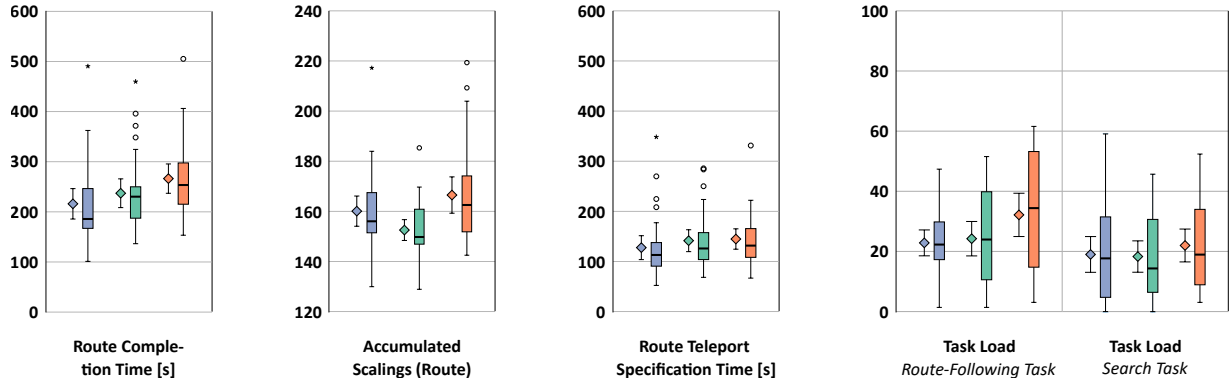 600
500
400
300
200
100
0
Route Comple-
tion Time [s]
240
220
200
180
160
140
120
Accumulated
Scalings (Route)
600
500
400
300
200
100
0
Route Teleport
Specification Time [s]
100
80
60
40
20
0
Task Load
Route-Following Task
Task Load
Search Task